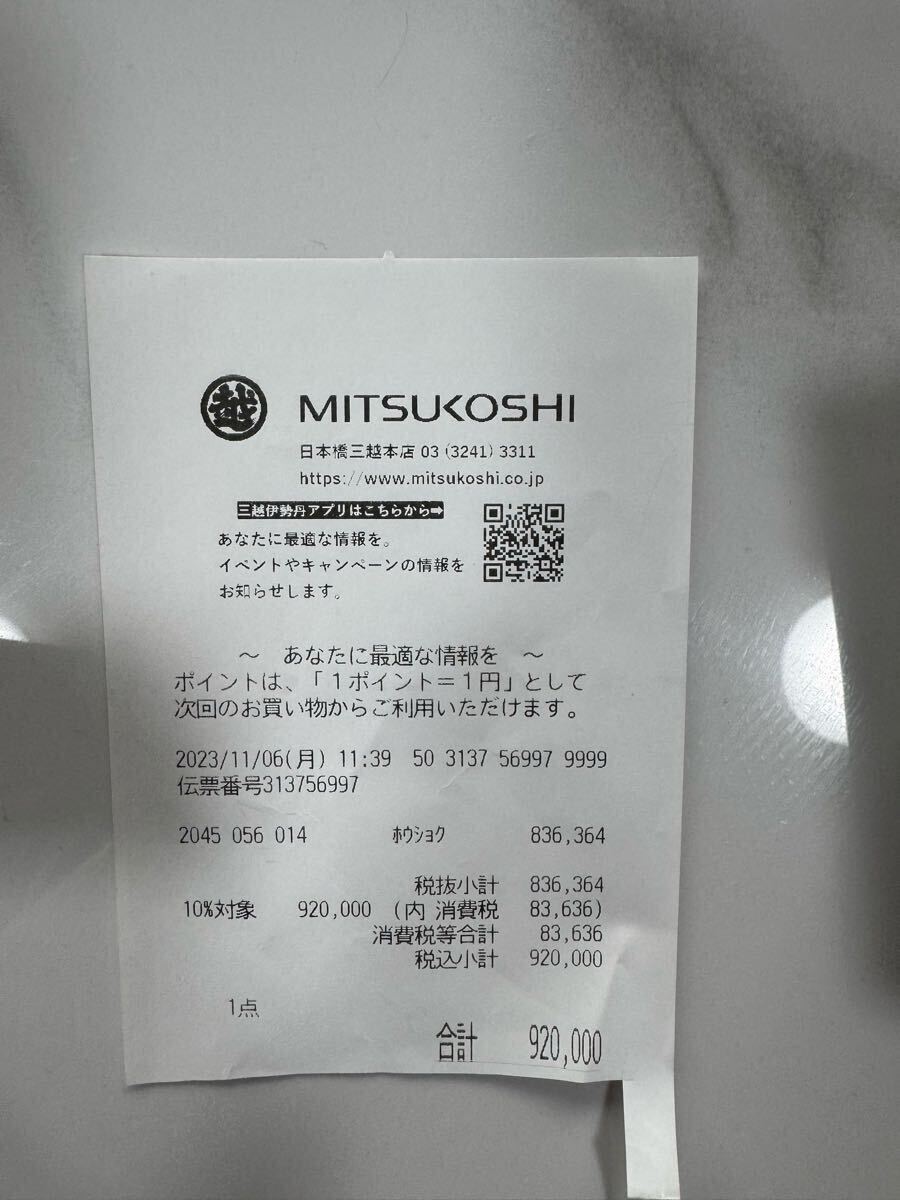 越 MITSUKOSHI
日本橋三越本店 03 (3241) 3311
https://www.mitsukoshi.co.jp
三越伊勢丹アプリはこちらから➡
あなたに最適な情報を。
イベントやキャンペーンの情報を
お知らせします。
～ あなたに最適な情報を ～
ポイントは、「1ポイント＝1円」として
次回のお買い物からご利用いただけます。
2023/11/06(月) 11:39 50 3137 56997 9999
伝票番号313756997
2045 056 014 ﾎｳｼｮｸ 836,364
税抜小計 836,364
10%対象 920,000 (内 消費税 83,636)
消費税等合計 83,636
税込小計 920,000
1点
合計 920,000